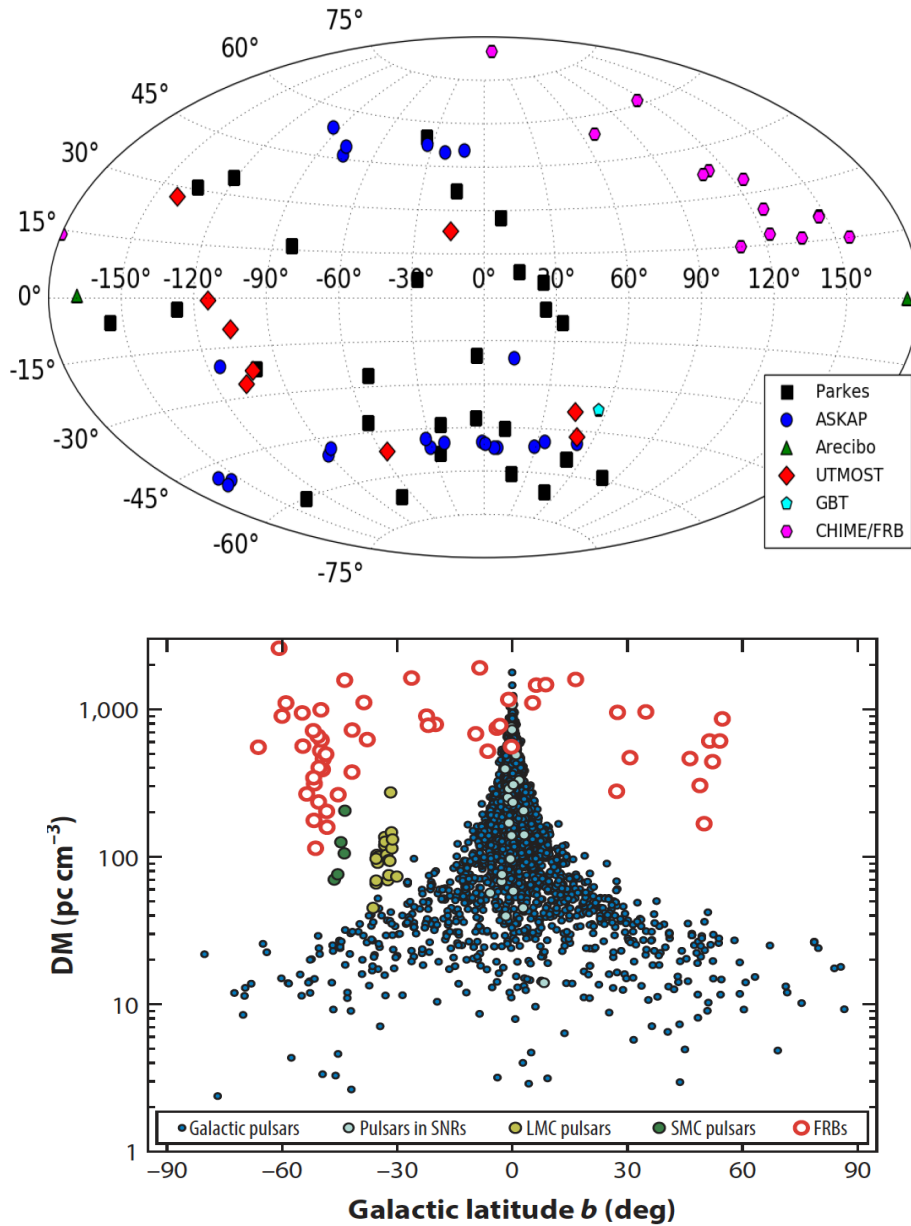 75°
60°
45°
30°
15°
0°
-150° -120° -90° -60° -30° 0° 30° 60° 90° 120° 150°
-15°
-30°
-45°
-60°
-75°
Parkes
ASKAP
Arecibo
UTMOST
GBT
CHIME/FRB
DM (pc cm⁻³)
1,000
100
10
1
Galactic pulsars Pulsars in SNRs LMC pulsars SMC pulsars FRBs
−90 −60 −30 0 30 60 90
Galactic latitude b (deg)